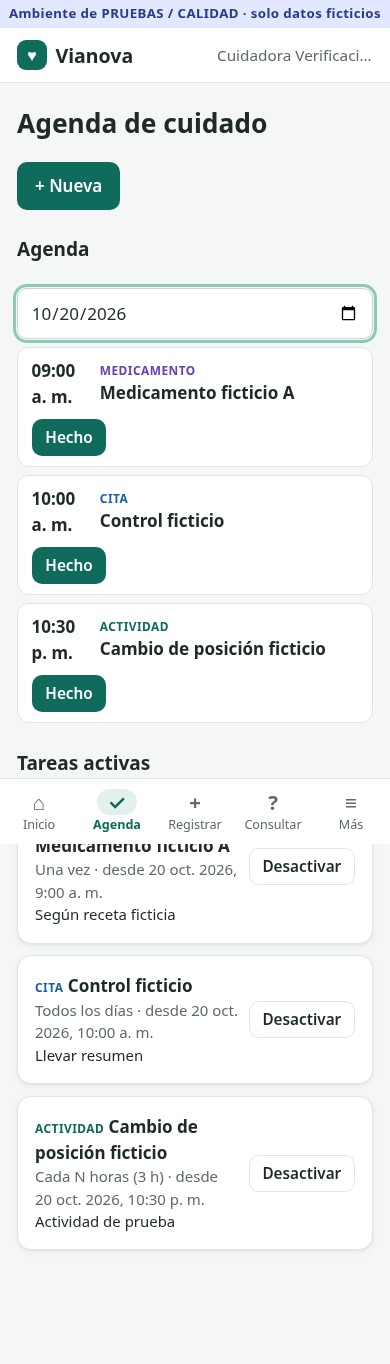 Ambiente de PRUEBAS / CALIDAD · solo datos ficticios
Vianova
Cuidadora Verificaci...
Agenda de cuidado
+ Nueva
Agenda
10/20/2026
09:00 a. m.
MEDICAMENTO
Medicamento ficticio A
Hecho
10:00 a. m.
CITA
Control ficticio
Hecho
10:30 p. m.
ACTIVIDAD
Cambio de posición ficticio
Hecho
Tareas activas
Inicio
Agenda
Registrar
Consultar
Más
Medicamento ficticio A
Una vez · desde 20 oct. 2026,
9:00 a. m.
Según receta ficticia
Desactivar
CITA Control ficticio
Todos los días · desde 20 oct.
2026, 10:00 a. m.
Llevar resumen
Desactivar
ACTIVIDAD Cambio de
posición ficticio
Cada N horas (3 h) · desde
20 oct. 2026, 10:30 p. m.
Actividad de prueba
Desactivar